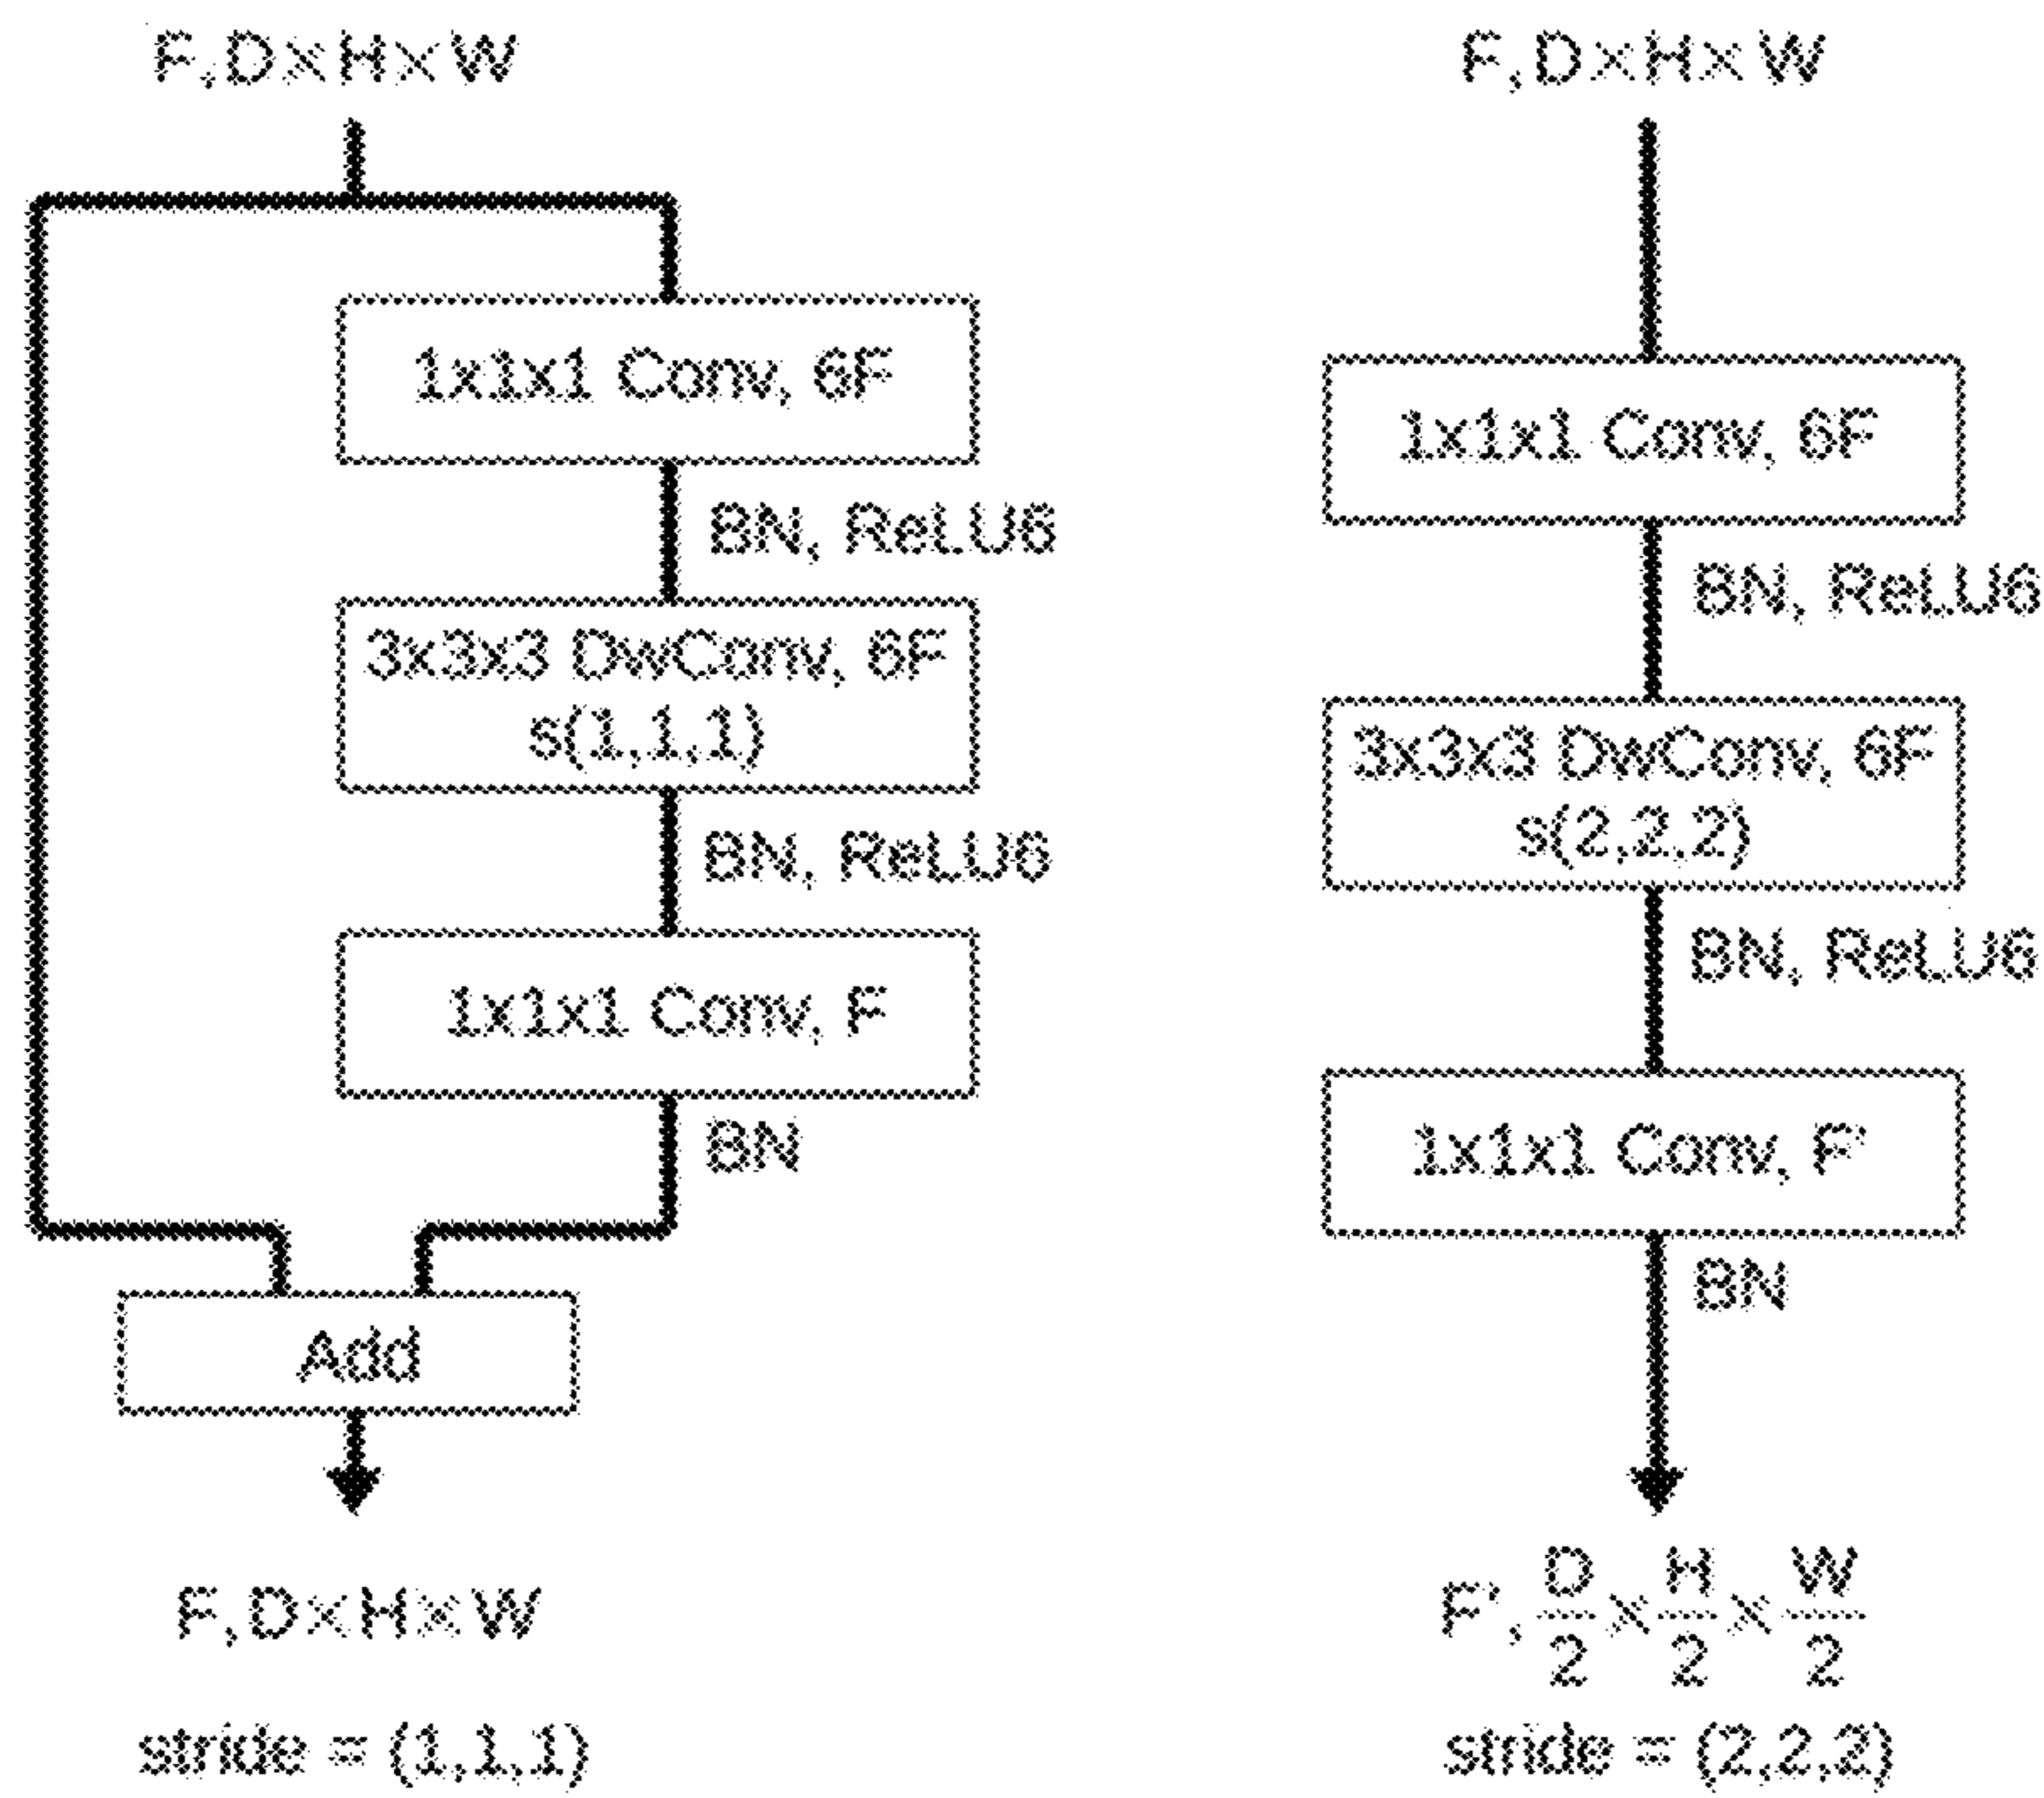 F,D×H×W
1x1x1 Conv, 6F
BN, ReLU6
3x3x3 DwConv, 6F
s(1,1,1)
BN, ReLU6
1x1x1 Conv, F
BN
Add
F,D×H×W
stride = (1,1,1)
F,D×H×W
1x1x1 Conv, 6F
BN, ReLU6
3x3x3 DwConv, 6F
s(2,2,2)
BN, ReLU6
1x1x1 Conv, F'
BN
F', D/2 × H/2 × W/2
stride = (2,2,2)